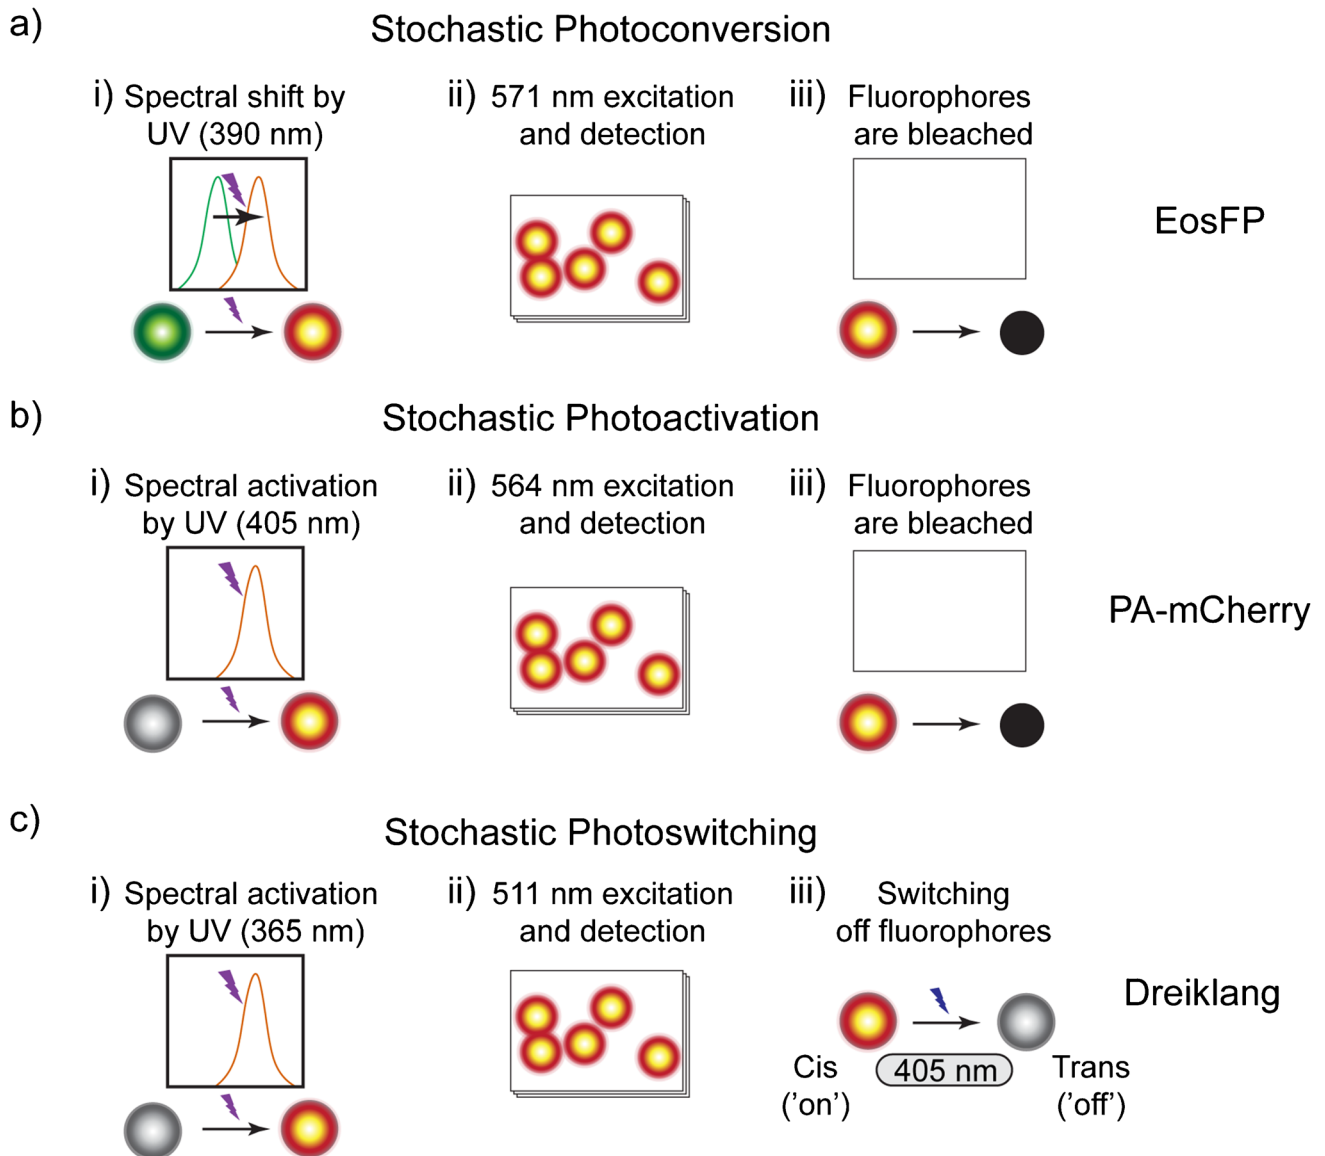 a)
Stochastic Photoconversion
i) Spectral shift by
UV (390 nm)
ii) 571 nm excitation
and detection
iii) Fluorophores
are bleached
EosFP
b)
Stochastic Photoactivation
i) Spectral activation
by UV (405 nm)
ii) 564 nm excitation
and detection
iii) Fluorophores
are bleached
PA-mCherry
c)
Stochastic Photoswitching
i) Spectral activation
by UV (365 nm)
ii) 511 nm excitation
and detection
iii) Switching
off fluorophores
Dreiklang
Cis
('on')
405 nm
Trans
('off')